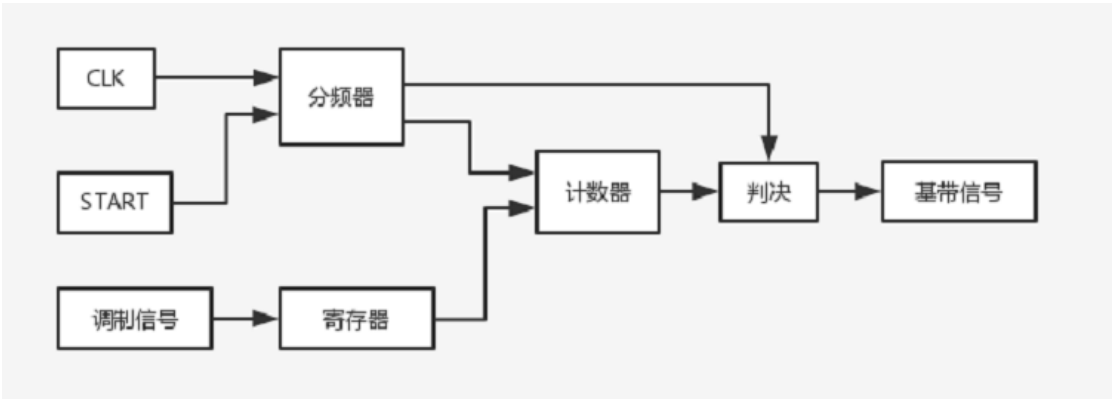 CLK
分频器
START
计数器
判决
基带信号
调制信号
寄存器